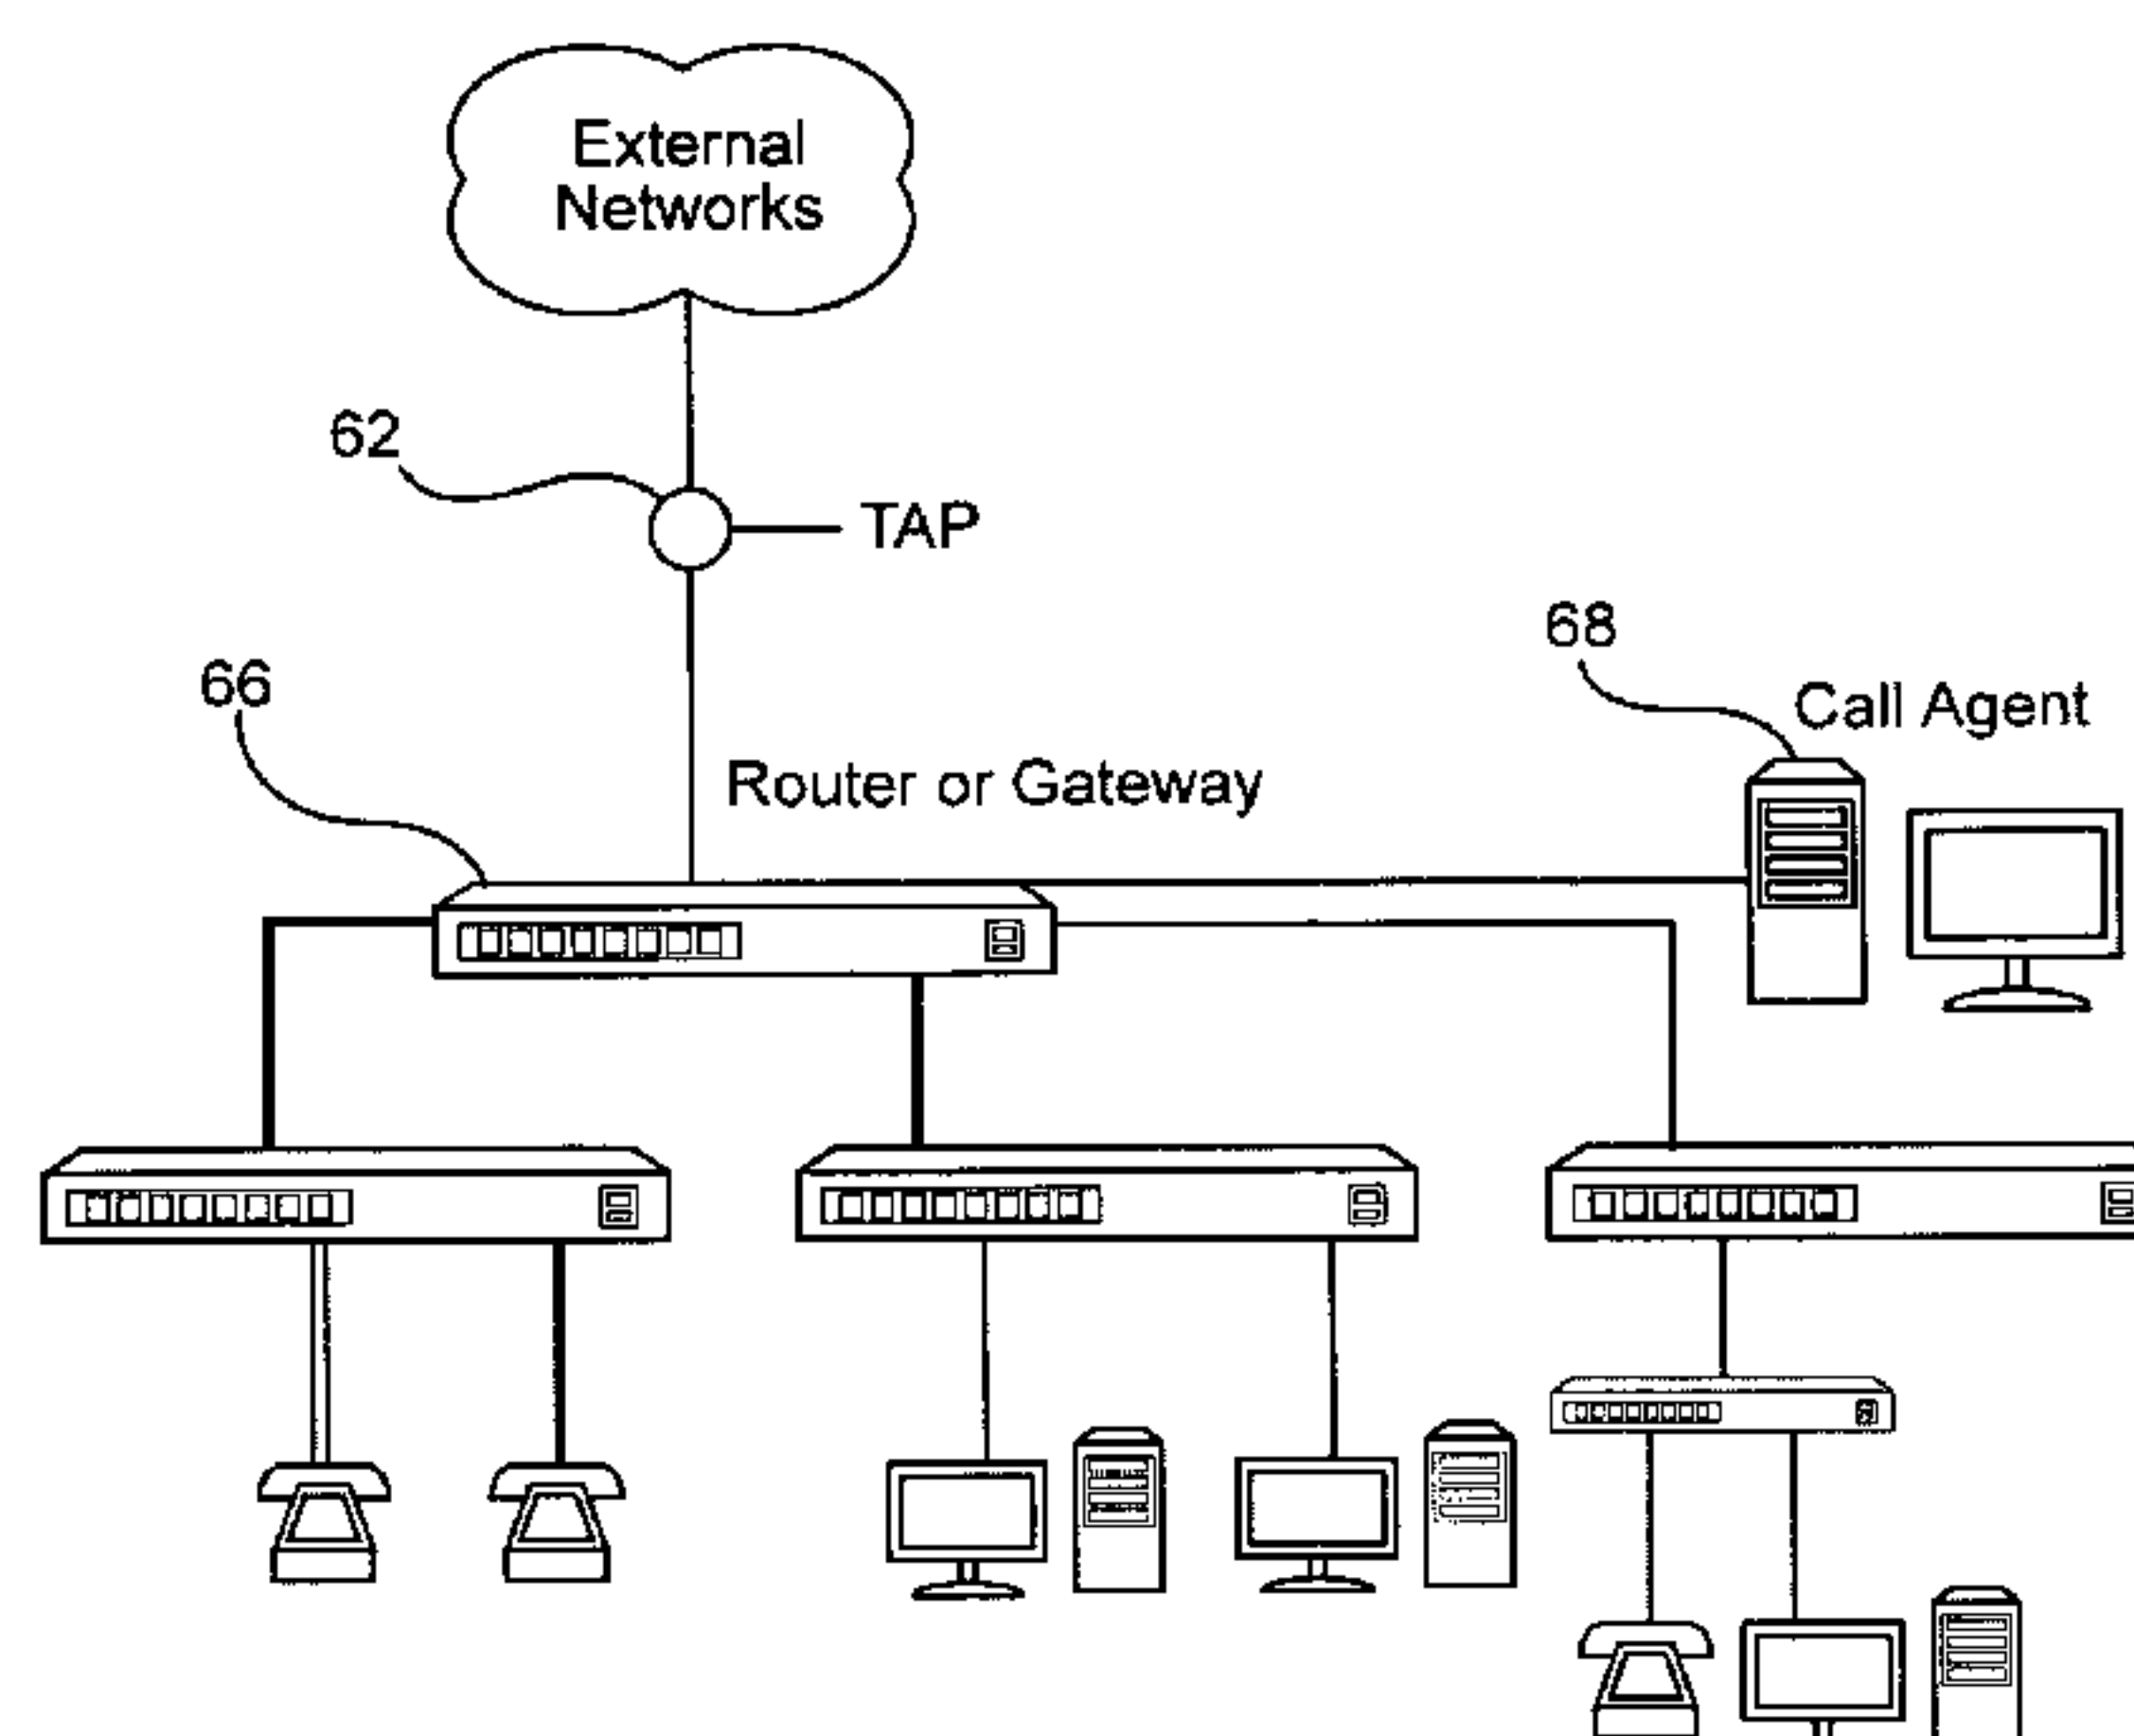 External
Networks
62
TAP
68
66
Call Agent
Router or Gateway